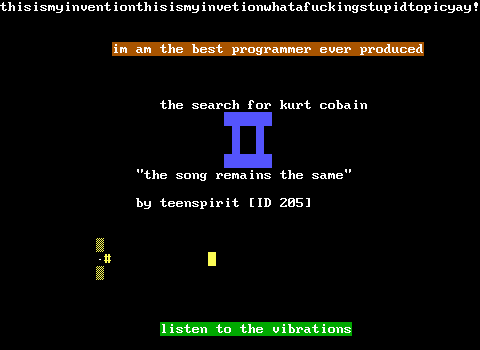 thisismyinventionthisismyinvetionwhatafuckingstupidtopicyay!
im am the best programmer ever produced
the search for kurt cobain
II
"the song remains the same"
by teenspirit [ID 205]
-#
listen to the vibrations